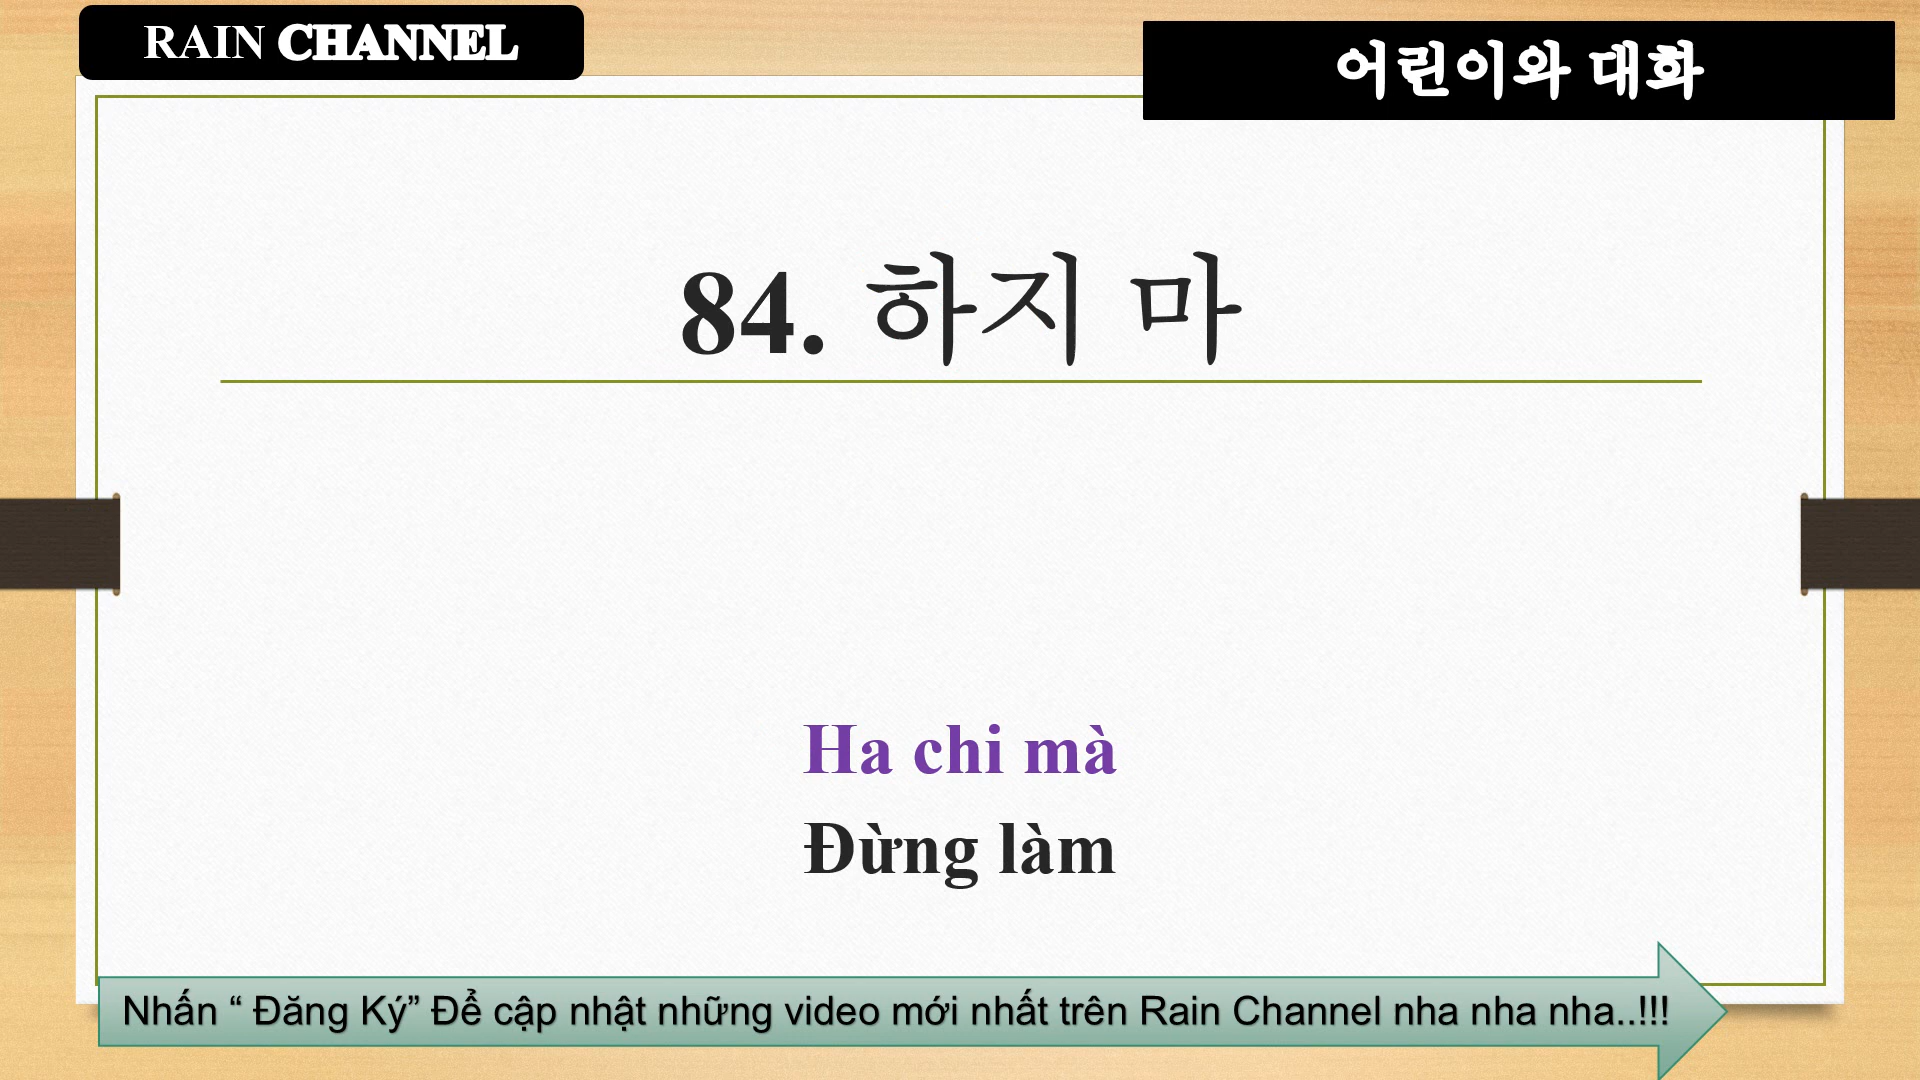 RAIN CHANNEL
어린이와 대화
84. 하지 마
Ha chi mà
Đừng làm
Nhấn “ Đăng Ký” Để cập nhật những video mới nhất trên Rain Channel nha nha nha..!!!